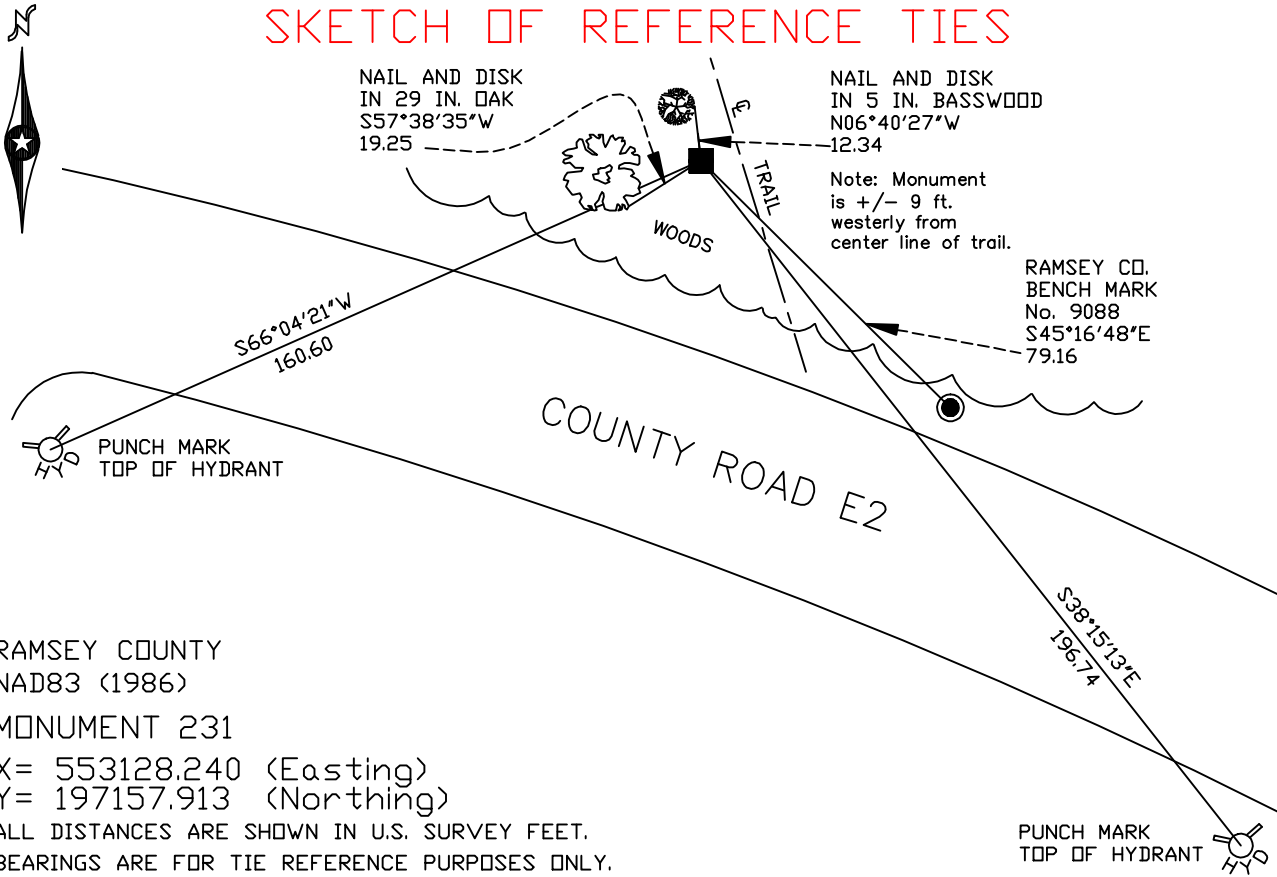 SKETCH OF REFERENCE TIES
N
NAIL AND DISK
IN 29 IN. OAK
S57°38'35"W
19.25
NAIL AND DISK
IN 5 IN. BASSWOOD
N06°40'27"W
12.34
℄
TRAIL
Note: Monument
is +/- 9 ft.
westerly from
center line of trail.
WOODS
RAMSEY CO.
BENCH MARK
No. 9088
S45°16'48"E
79.16
S66°04'21"W
160.60
HYD
PUNCH MARK
TOP OF HYDRANT
COUNTY ROAD E2
S38°15'13"E
196.74
RAMSEY COUNTY
NAD83 (1986)
MONUMENT 231
X= 553128.240 (Easting)
Y= 197157.913 (Northing)
ALL DISTANCES ARE SHOWN IN U.S. SURVEY FEET.
BEARINGS ARE FOR TIE REFERENCE PURPOSES ONLY.
PUNCH MARK
TOP OF HYDRANT
HYD